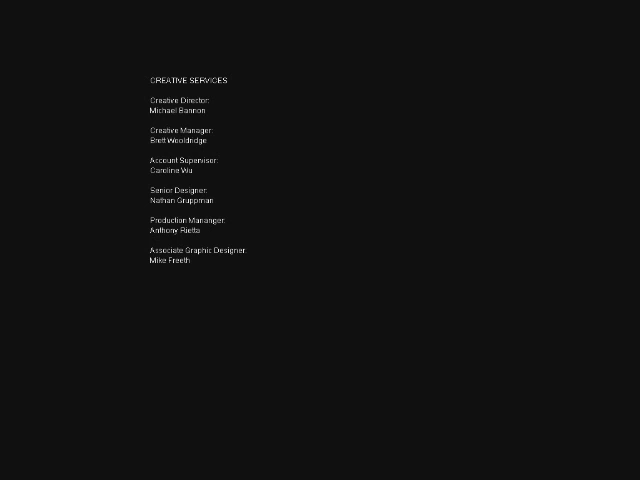 CREATIVE SERVICES
Creative Director:
Michael Bannon
Creative Manager:
Brett Wooldridge
Account Supervisor:
Caroline Wu
Senior Designer:
Nathan Gruppman
Production Mananger:
Anthony Rietta
Associate Graphic Designer:
Mike Freeth